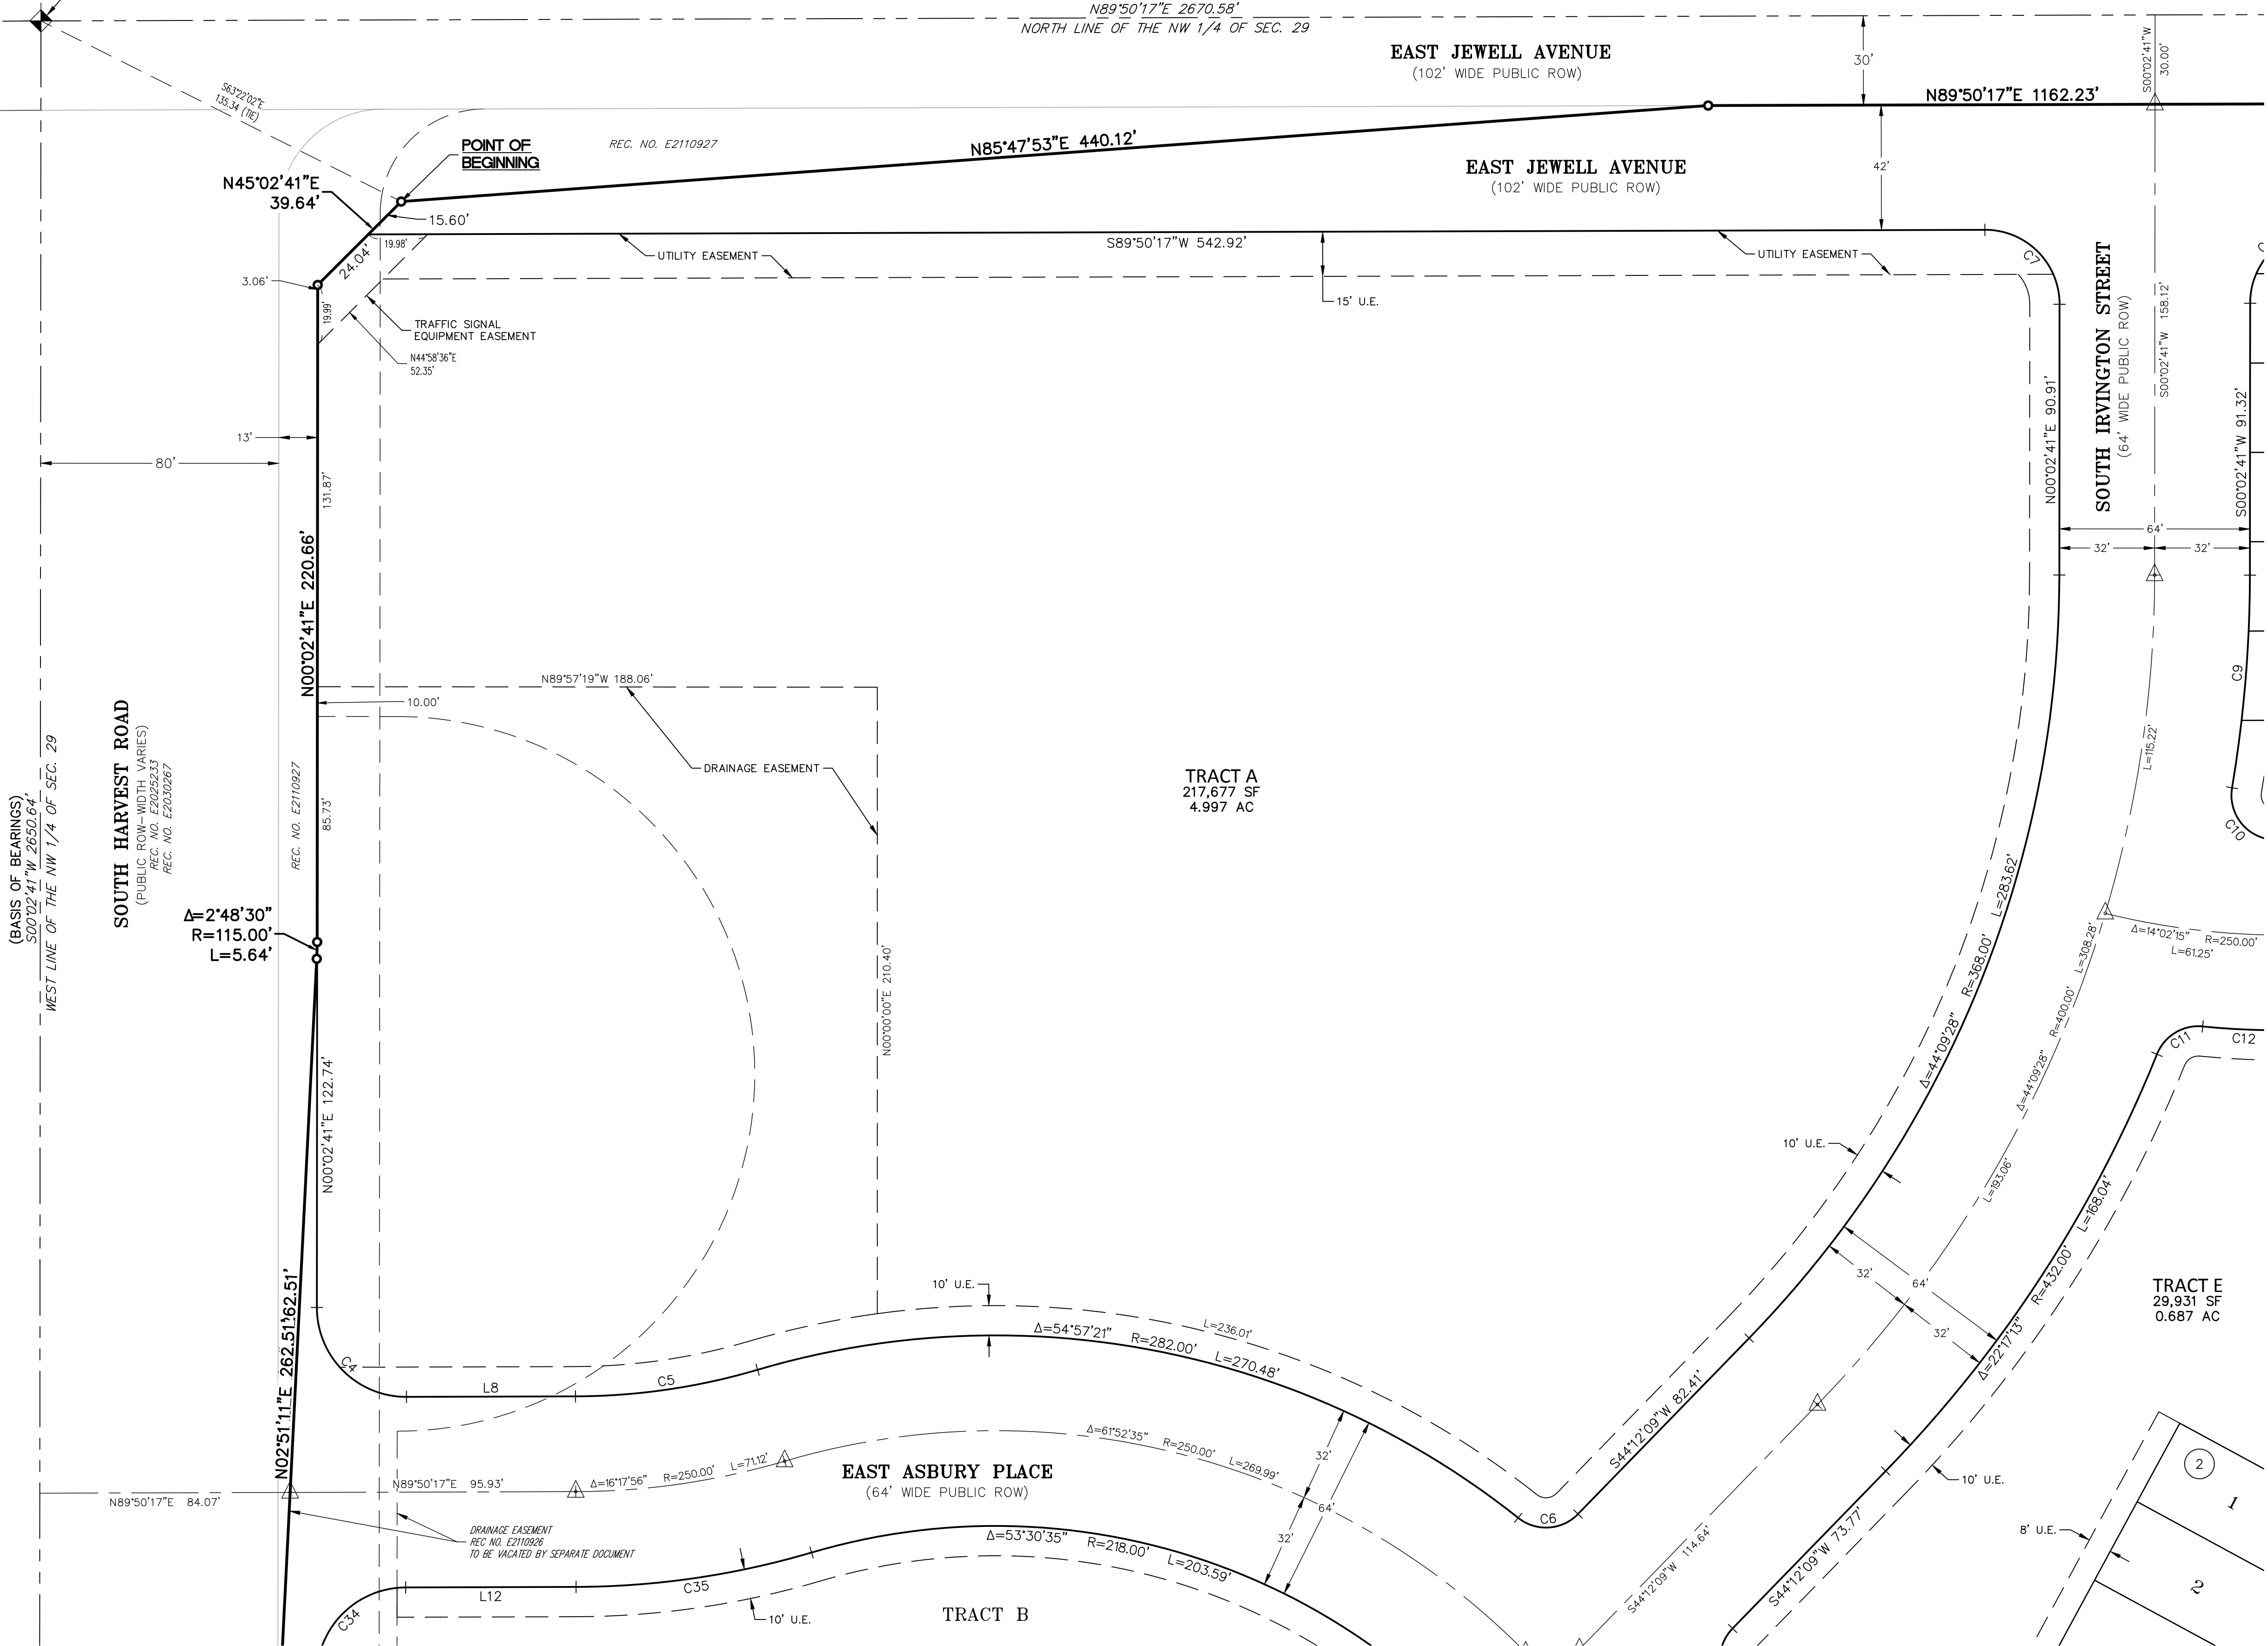 N89°50'17"E 2670.58'
NORTH LINE OF THE NW 1/4 OF SEC. 29
EAST JEWELL AVENUE
(102' WIDE PUBLIC ROW)
30'
S00°02'41"W
30.00'
S63°22'02"E
135.34 (TIE)
N89°50'17"E 1162.23'
POINT OF
BEGINNING
REC. NO. E2110927
N85°47'53"E 440.12'
EAST JEWELL AVENUE
(102' WIDE PUBLIC ROW)
42'
N45°02'41"E
39.64'
15.60'
19.98'
24.04'
3.06'
19.99'
UTILITY EASEMENT
S89°50'17"W 542.92'
UTILITY EASEMENT
C7
15' U.E.
TRAFFIC SIGNAL
EQUIPMENT EASEMENT
N44°58'36"E
52.35'
SOUTH IRVINGTON STREET
(64' WIDE PUBLIC ROW)
S00°02'41"W 158.12'
N00°02'41"E 90.91'
S00°02'41"W 91.32'
13'
80'
131.87'
64'
32'
32'
N00°02'41"E 220.66'
N89°57'19"W 188.06'
10.00'
DRAINAGE EASEMENT
C9
L=115.22'
C10
TRACT A
217,677 SF
4.997 AC
(BASIS OF BEARINGS)
S00°02'41"W 2650.64'
WEST LINE OF THE NW 1/4 OF SEC. 29
SOUTH HARVEST ROAD
(PUBLIC ROW-WIDTH VARIES)
REC. NO. E2025233
REC. NO. E2030267
REC. NO. E2110927
85.73'
Δ=2°48'30"
R=115.00'
L=5.64'
N00°00'00"E 210.40'
Δ=44°09'28" R=368.00' L=283.62'
Δ=44°09'28" R=400.00' L=308.28'
Δ=14°02'15" R=250.00'
L=61.25'
C11
C12
N00°02'41"E 122.74'
10' U.E.
L=193.06'
Δ=22°17'13" R=432.00' L=168.04'
TRACT E
29,931 SF
0.687 AC
64'
32'
32'
N02°51'11"E 262.51'62.51'
10' U.E.
L=236.01'
Δ=54°57'21" R=282.00' L=270.48'
C4
L8
C5
S44°12'09"W 82.41'
C6
N89°50'17"E 84.07'
N89°50'17"E 95.93'
Δ=16°17'56" R=250.00' L=71.12'
Δ=61°52'35" R=250.00' L=269.99'
EAST ASBURY PLACE
(64' WIDE PUBLIC ROW)
32'
64'
32'
DRAINAGE EASEMENT
REC NO. E2110926
TO BE VACATED BY SEPARATE DOCUMENT
Δ=53°30'35" R=218.00' L=203.59'
C34
L12
C35
10' U.E.
TRACT B
S44°12'09"W 114.64'
S44°12'09"W 73.77'
10' U.E.
8' U.E.
2
1
2